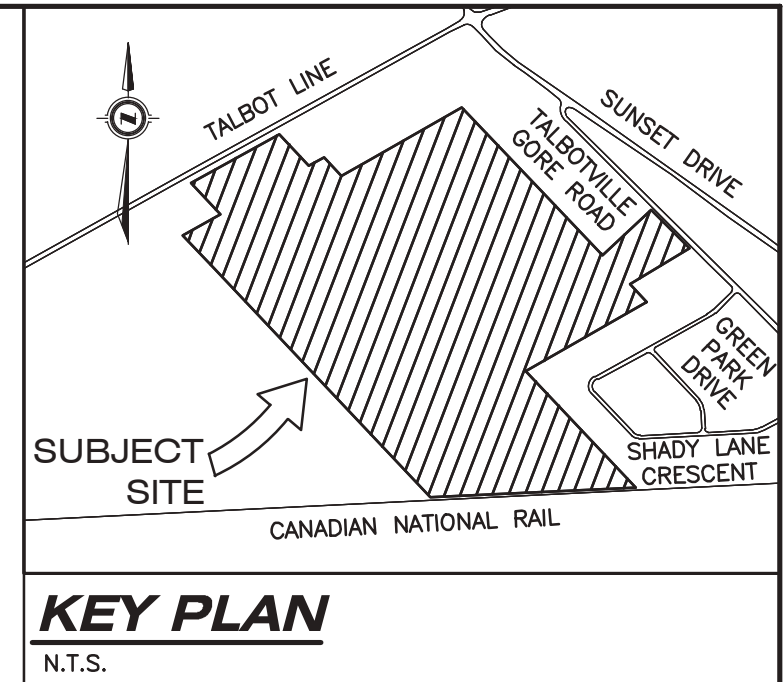 TALBOT LINE
N
SUNSET DRIVE
TALBOTVILLE
GORE ROAD
GREEN
PARK
DRIVE
SHADY LANE
CRESCENT
SUBJECT
SITE
CANADIAN NATIONAL RAIL
KEY PLAN
N.T.S.